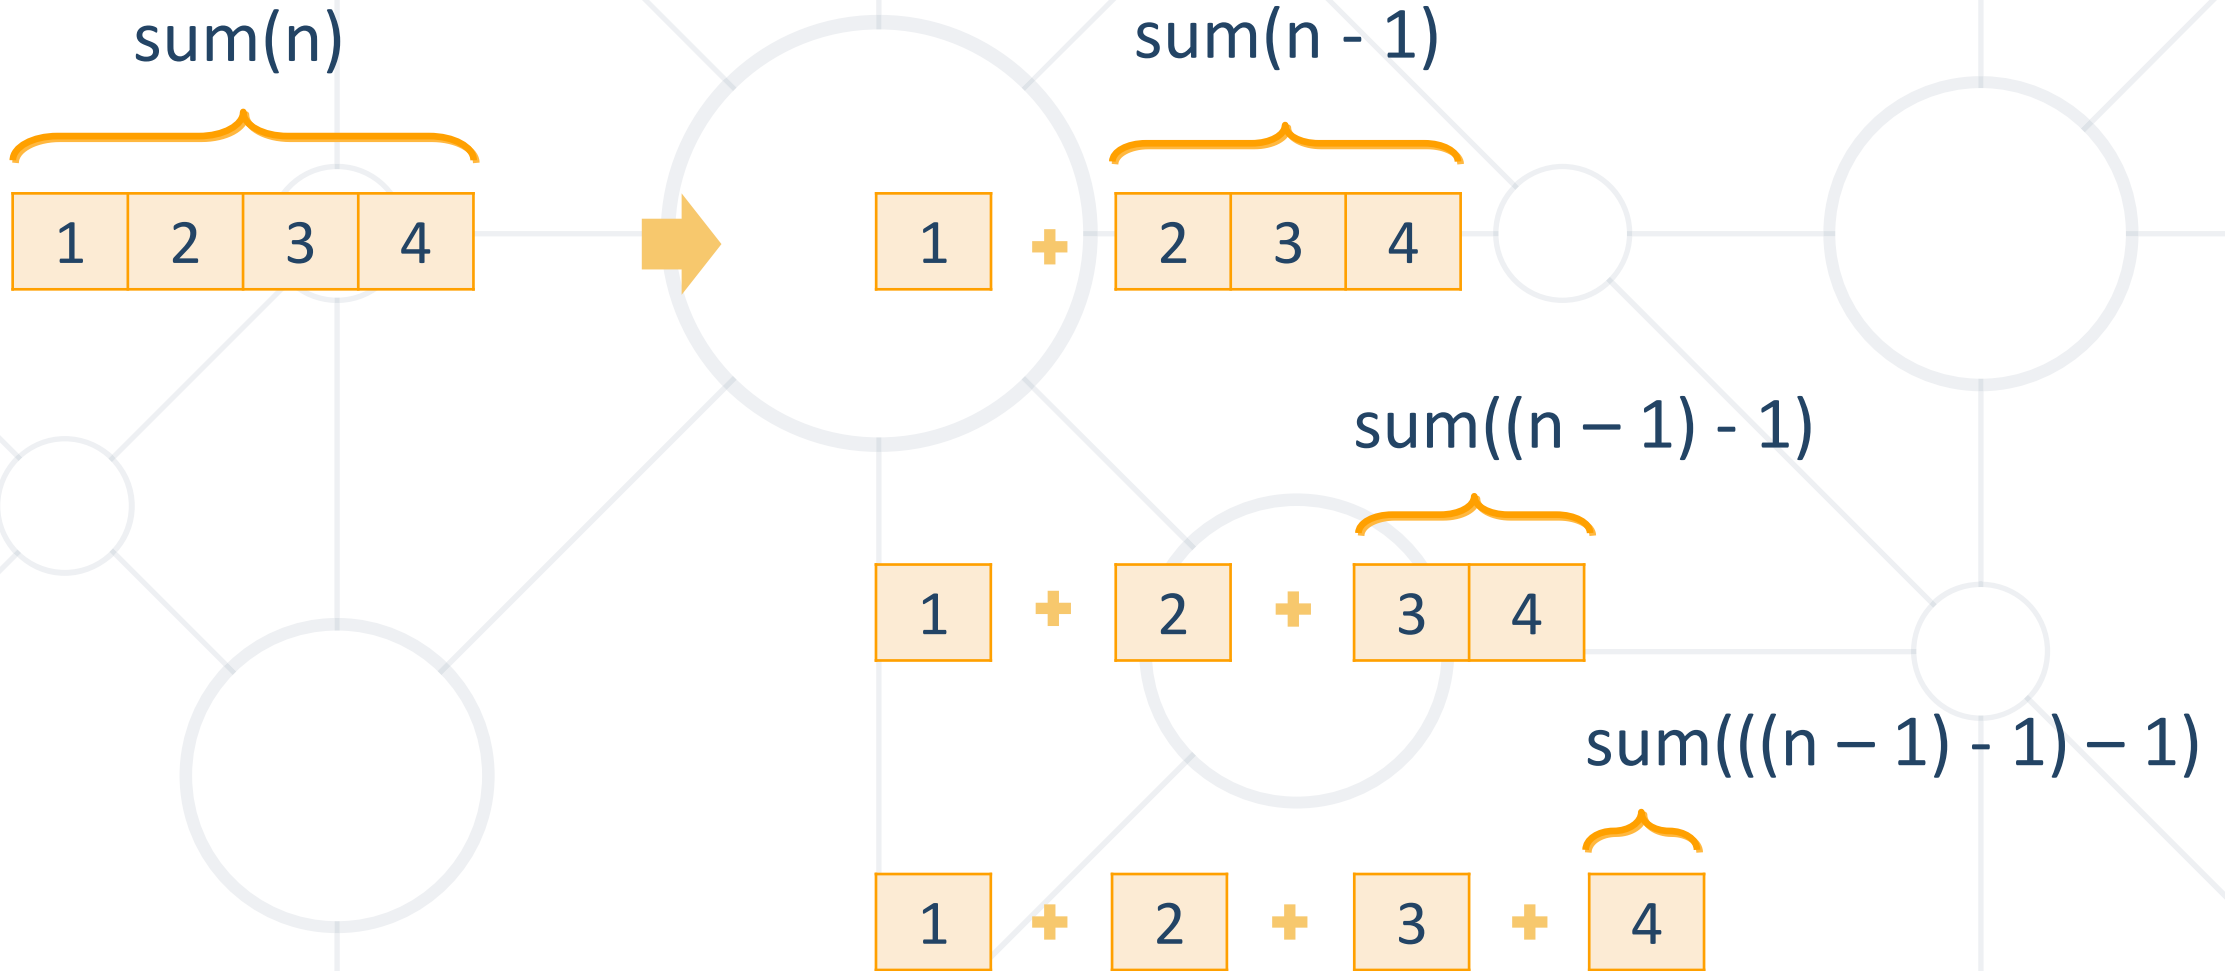 sum(n)
sum(n - 1)
1 2 3 4
1 + 2 3 4
sum((n – 1) - 1)
1 + 2 + 3 4
sum(((n – 1) - 1) – 1)
1 + 2 + 3 + 4